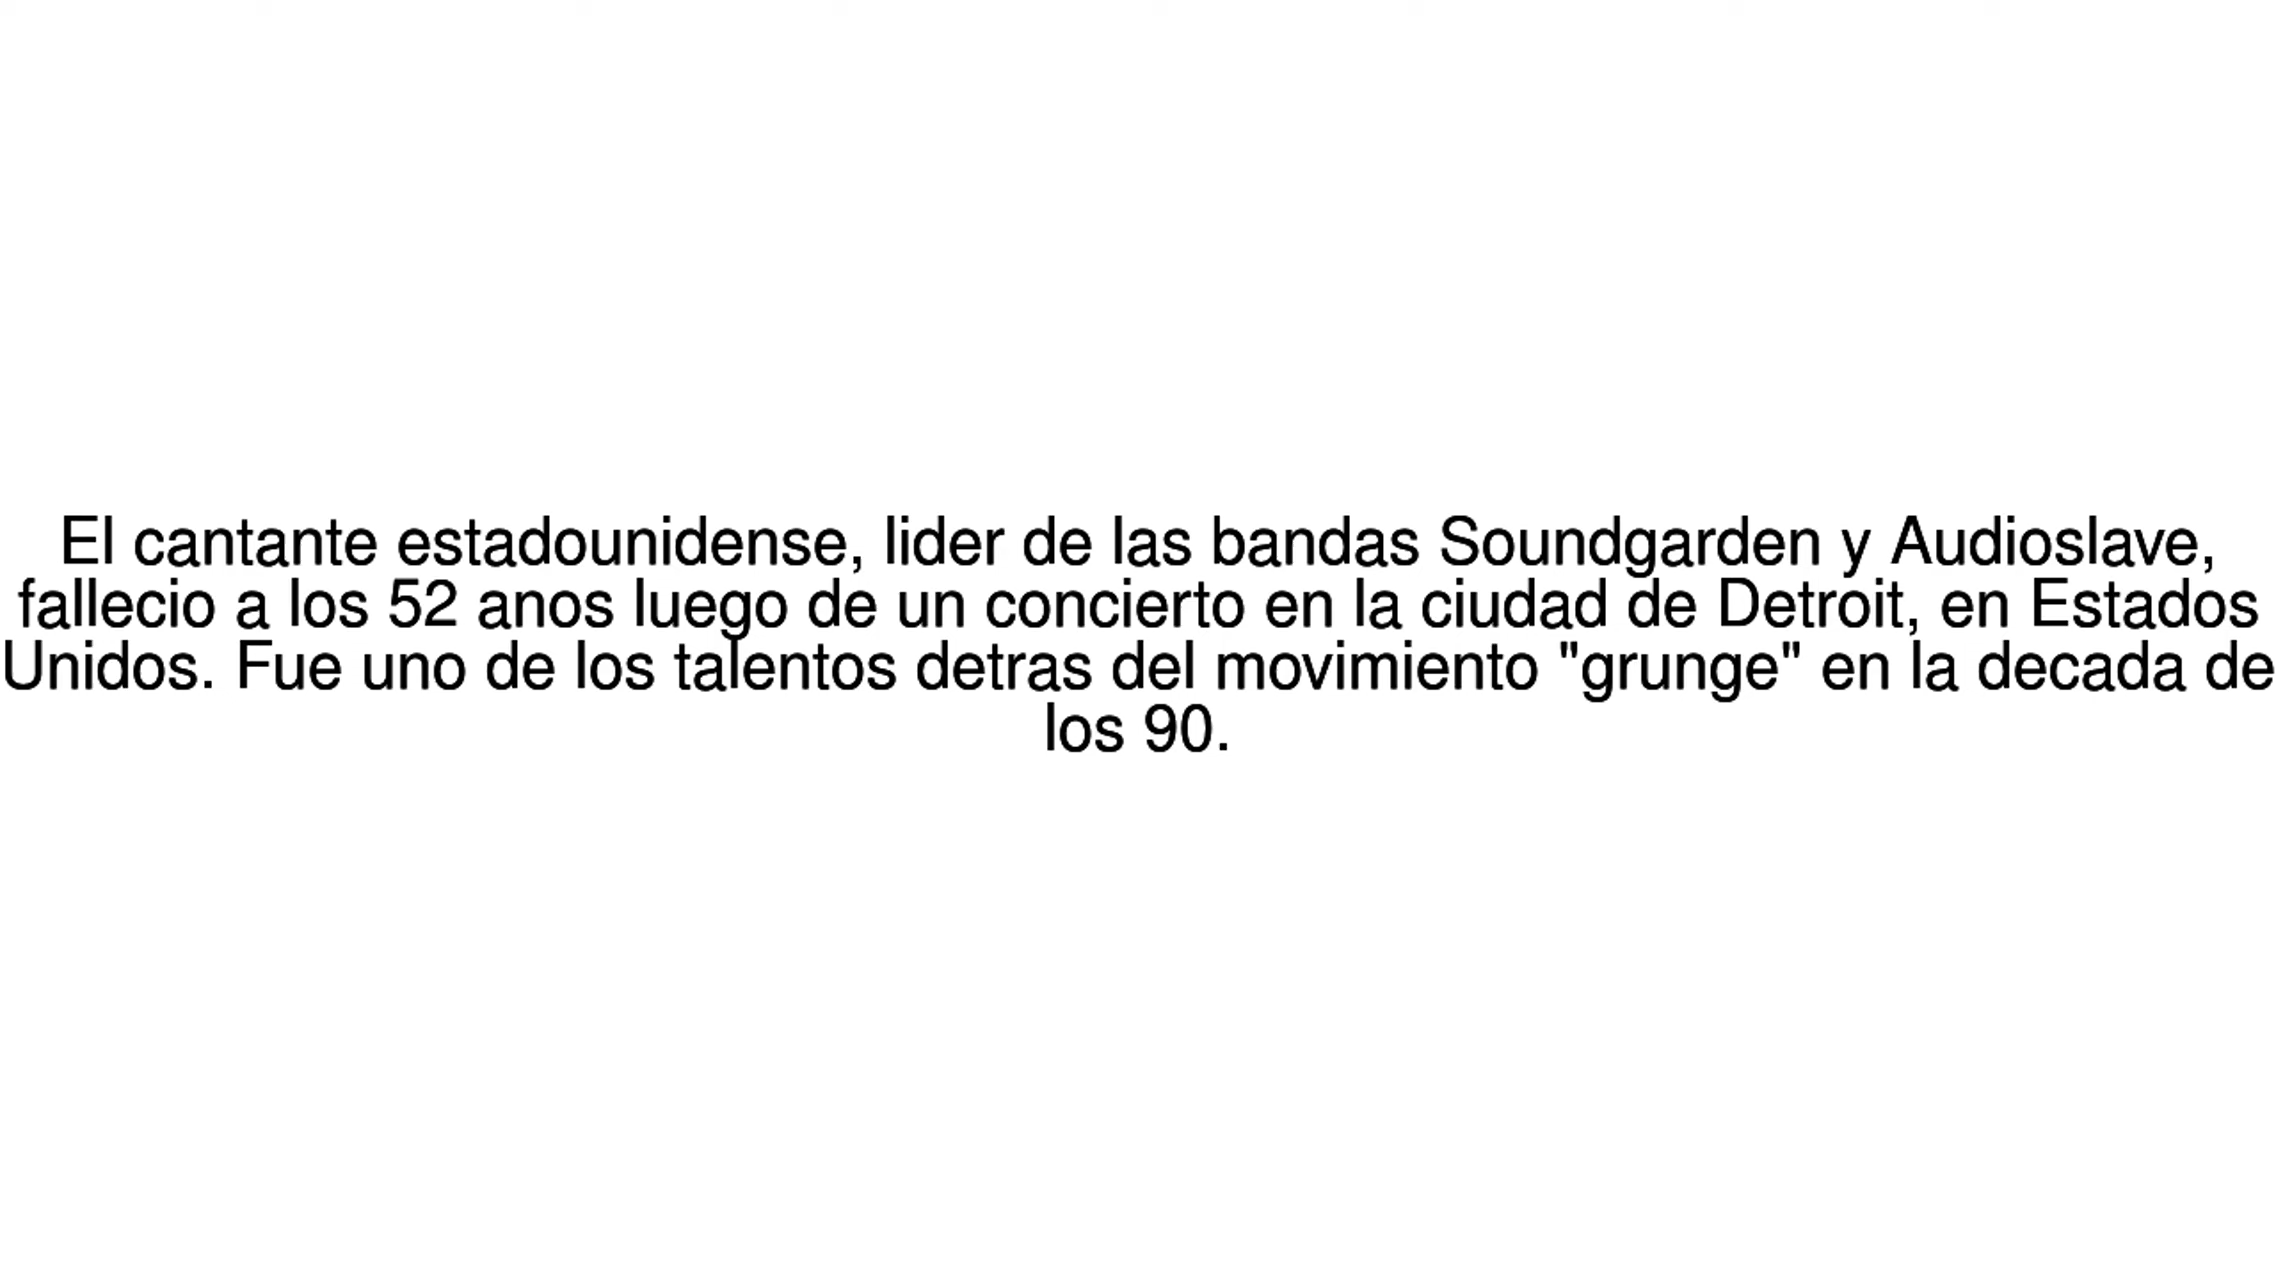 El cantante estadounidense, lider de las bandas Soundgarden y Audioslave,
fallecio a los 52 anos luego de un concierto en la ciudad de Detroit, en Estados
Unidos. Fue uno de los talentos detras del movimiento "grunge" en la decada de
los 90.